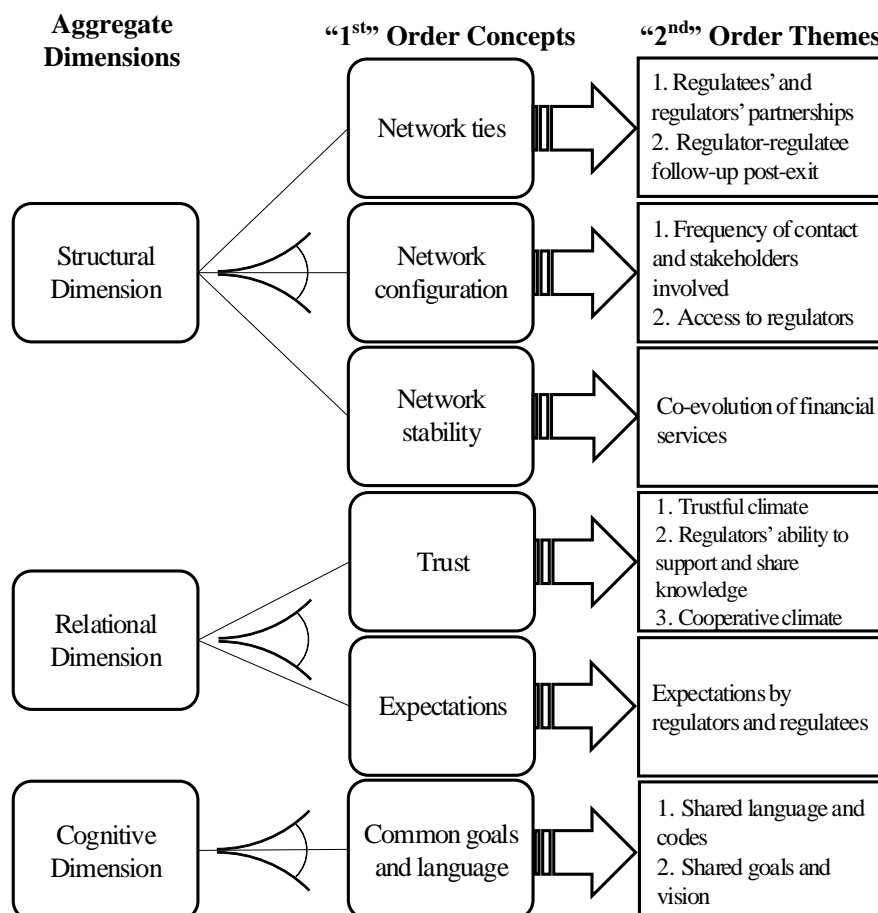 Aggregate
Dimensions
“1st” Order Concepts
“2nd” Order Themes
Structural
Dimension
Network ties
1. Regulatees’ and
regulators’ partnerships
2. Regulator-regulatee
follow-up post-exit
Network
configuration
1. Frequency of contact
and stakeholders
involved
2. Access to regulators
Network
stability
Co-evolution of financial
services
Relational
Dimension
Trust
1. Trustful climate
2. Regulators’ ability to
support and share
knowledge
3. Cooperative climate
Expectations
Expectations by
regulators and regulatees
Cognitive
Dimension
Common goals
and language
1. Shared language and
codes
2. Shared goals and
vision